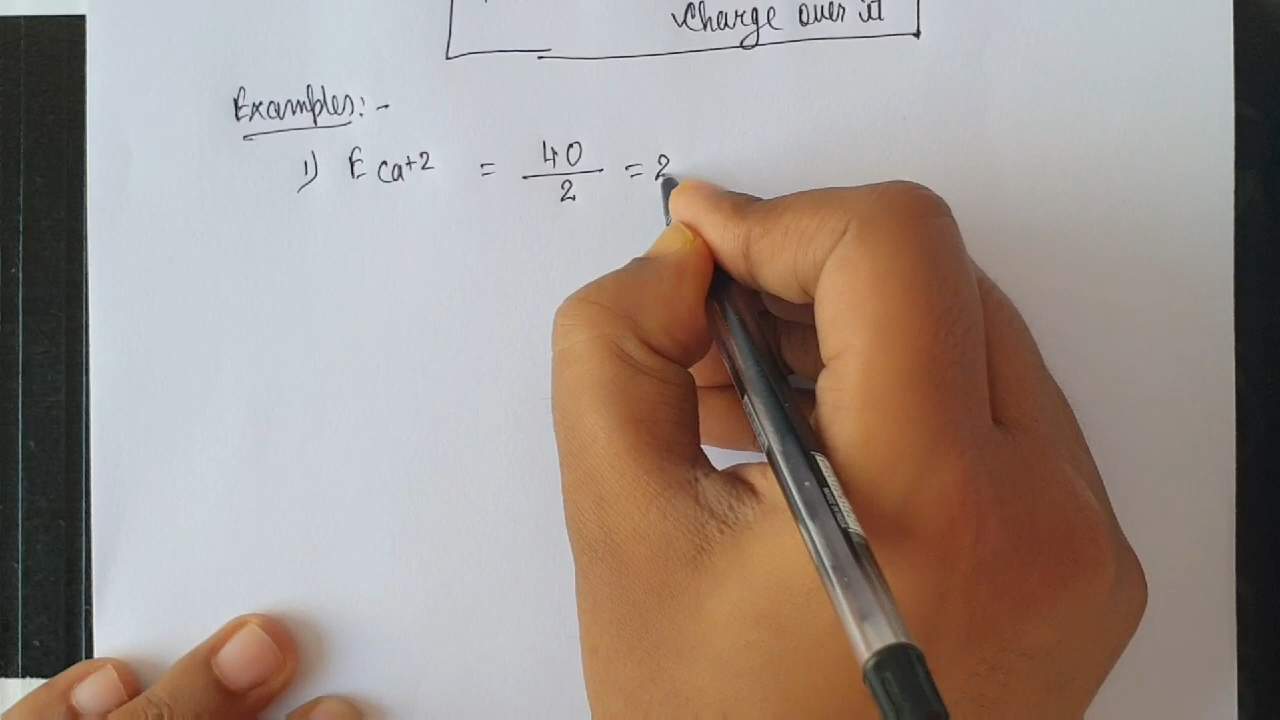 Charge over it
Examples:-
1) E Ca+2 = 40/2 = 2